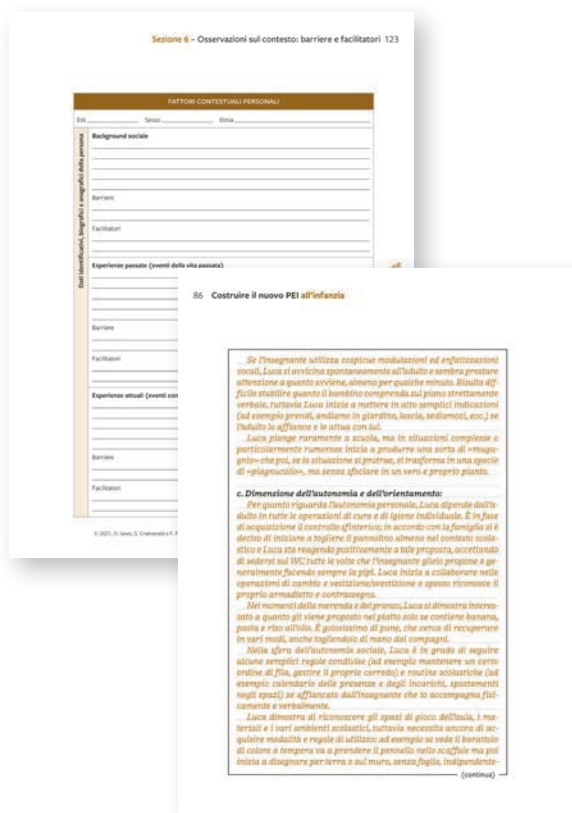 Sezione 6 – Osservazioni sul contesto: barriere e facilitatori 123
FATTORI CONTESTUALI PERSONALI
Età Sesso Etnia
Dati identificativi, biografici e anagrafici della persona
Background sociale
Barriere
Facilitatori
Esperienze passate (eventi della vita passata)
Barriere
Facilitatori
Esperienze attuali (eventi con
Barriere
Facilitatori
© 2021, D. Ianes, S. Cramerotti e F.
86 Costruire il nuovo PEI all'infanzia
Se l'insegnante utilizza cospicue modulazioni ed enfatizzazioni
vocali, Luca si avvicina spontaneamente all'adulto e sembra prestare
attenzione a quanto avviene, almeno per qualche minuto. Risulta dif-
ficile stabilire quanto il bambino comprenda sul piano strettamente
verbale, tuttavia Luca inizia a mettere in atto semplici indicazioni
(ad esempio prendi, andiamo in giardino, lascia, sediamoci, ecc.) se
l'adulto lo affianca e le attua con lui.
Luca piange raramente a scuola, ma in situazioni complesse o
particolarmente rumorose inizia a produrre una sorta di «mugu-
gnio» che poi, se la situazione si protrae, si trasforma in una specie
di «piagnucolio», ma senza sfociare in un vero e proprio pianto.
c. Dimensione dell'autonomia e dell'orientamento:
Per quanto riguarda l'autonomia personale, Luca dipende dall'a-
dulto in tutte le operazioni di cura e di igiene individuale. È in fase
di acquisizione il controllo sfinterico; in accordo con la famiglia si è
deciso di iniziare a togliere il pannolino almeno nel contesto scola-
stico e Luca sta reagendo positivamente a tale proposta, accettando
di sedersi sul WC tutte le volte che l'insegnante glielo propone e ge-
neralmente facendo sempre la pipì. Luca inizia a collaborare nelle
operazioni di cambio e vestizione/svestizione e spesso riconosce il
proprio armadietto e contrassegno.
Nei momenti della merenda e del pranzo, Luca si dimostra interes-
sato a quanto gli viene proposto nel piatto solo se contiene banana,
pasta e riso all'olio. È golosissimo di pane, che cerca di recuperare
in vari modi, anche togliendolo di mano dai compagni.
Nella sfera dell'autonomia sociale, Luca è in grado di seguire
alcune semplici regole condivise (ad esempio mantenere un certo
ordine di fila, gestire il proprio corredo) e routine scolastiche (ad
esempio calendario delle presenze e degli incarichi, spostamenti
negli spazi) se affiancato dall'insegnante che lo accompagna fisi-
camente e verbalmente.
Luca dimostra di riconoscere gli spazi di gioco dell'aula, i ma-
teriali e i vari ambienti scolastici, tuttavia necessita ancora di ac-
quisire modalità e regole di utilizzo: ad esempio se vede il barattolo
di colore a tempera va a prendere il pennello nello scaffale ma poi
inizia a disegnare per terra o sul muro, senza foglio, indipendente-
(continua)